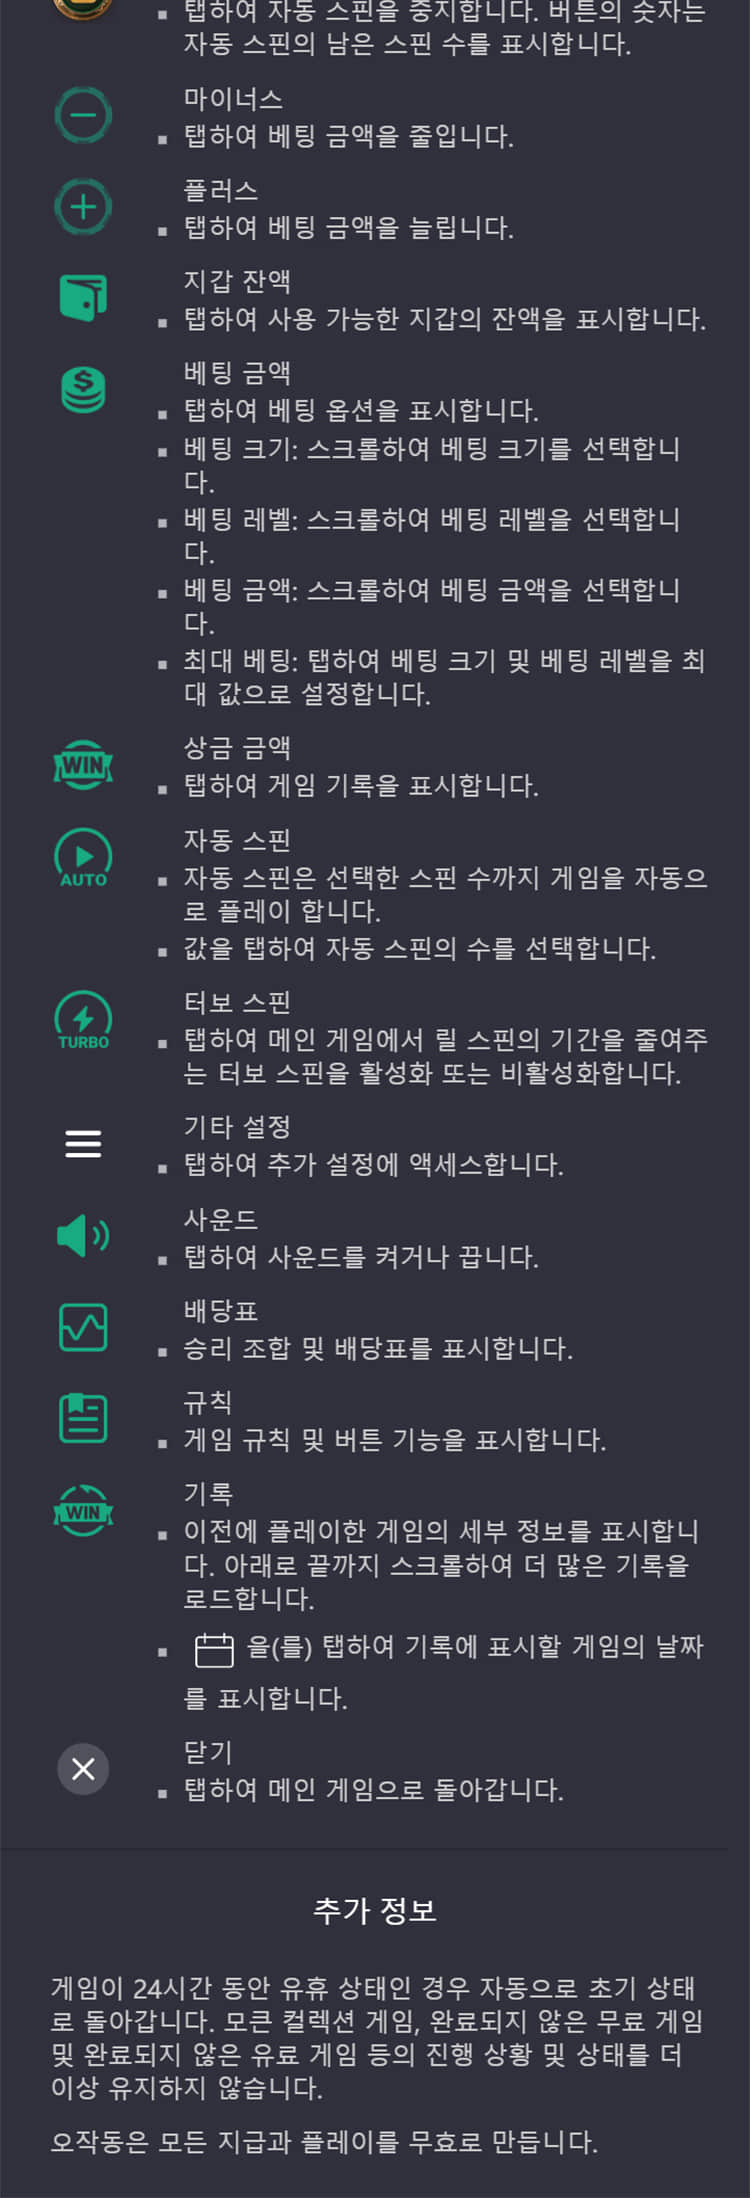 탭하여 자동 스핀을 중지합니다. 버튼의 숫자는
자동 스핀의 남은 스핀 수를 표시합니다.
마이너스
탭하여 베팅 금액을 줄입니다.
플러스
탭하여 베팅 금액을 늘립니다.
지갑 잔액
탭하여 사용 가능한 지갑의 잔액을 표시합니다.
베팅 금액
탭하여 베팅 옵션을 표시합니다.
베팅 크기: 스크롤하여 베팅 크기를 선택합니
다.
베팅 레벨: 스크롤하여 베팅 레벨을 선택합니
다.
베팅 금액: 스크롤하여 베팅 금액을 선택합니
다.
최대 베팅: 탭하여 베팅 크기 및 베팅 레벨을 최
대 값으로 설정합니다.
WIN
상금 금액
탭하여 게임 기록을 표시합니다.
AUTO
자동 스핀
자동 스핀은 선택한 스핀 수까지 게임을 자동으
로 플레이 합니다.
값을 탭하여 자동 스핀의 수를 선택합니다.
TURBO
터보 스핀
탭하여 메인 게임에서 릴 스핀의 기간을 줄여주
는 터보 스핀을 활성화 또는 비활성화합니다.
기타 설정
탭하여 추가 설정에 액세스합니다.
사운드
탭하여 사운드를 켜거나 끕니다.
배당표
승리 조합 및 배당표를 표시합니다.
규칙
게임 규칙 및 버튼 기능을 표시합니다.
WIN
기록
이전에 플레이한 게임의 세부 정보를 표시합니
다. 아래로 끝까지 스크롤하여 더 많은 기록을
로드합니다.
을(를) 탭하여 기록에 표시할 게임의 날짜
를 표시합니다.
닫기
탭하여 메인 게임으로 돌아갑니다.
추가 정보
게임이 24시간 동안 유휴 상태인 경우 자동으로 초기 상태
로 돌아갑니다. 모큰 컬렉션 게임, 완료되지 않은 무료 게임
및 완료되지 않은 유료 게임 등의 진행 상황 및 상태를 더
이상 유지하지 않습니다.
오작동은 모든 지급과 플레이를 무효로 만듭니다.